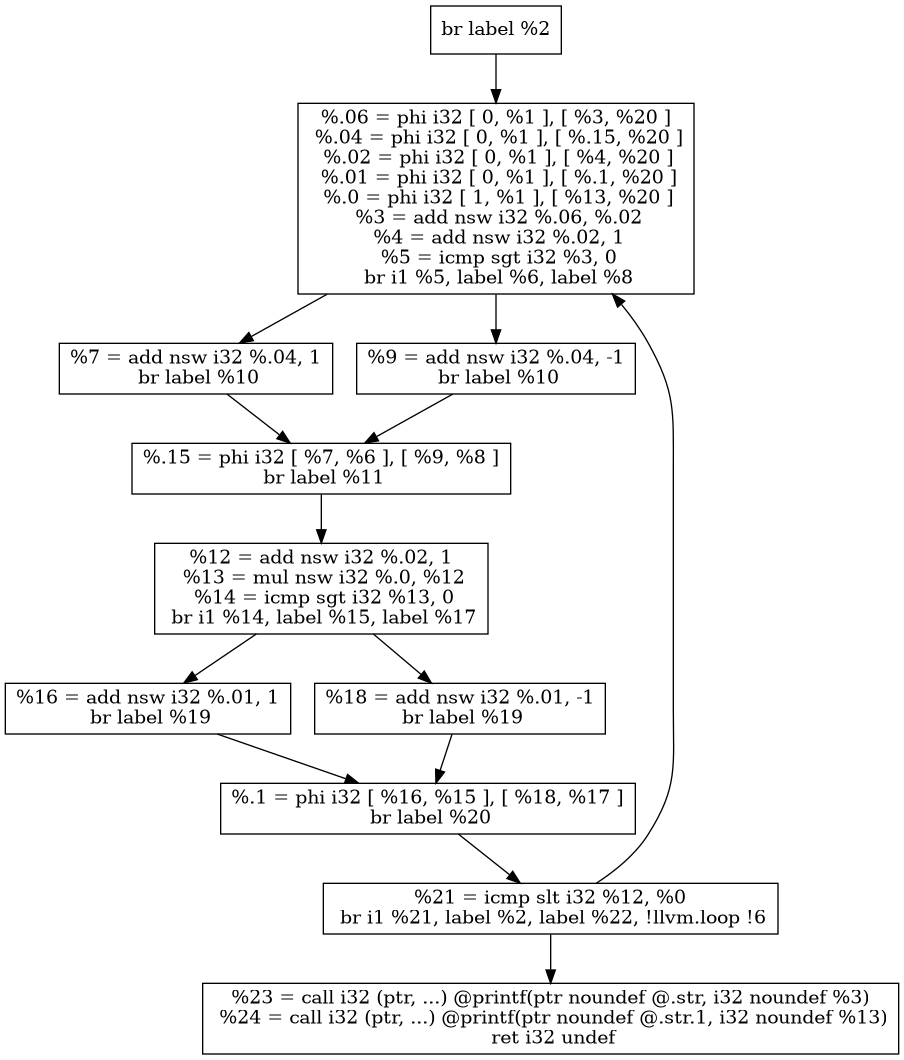 br label %2
%.06 = phi i32 [ 0, %1 ], [ %3, %20 ]
%.04 = phi i32 [ 0, %1 ], [ %.15, %20 ]
%.02 = phi i32 [ 0, %1 ], [ %4, %20 ]
%.01 = phi i32 [ 0, %1 ], [ %.1, %20 ]
%.0 = phi i32 [ 1, %1 ], [ %13, %20 ]
%3 = add nsw i32 %.06, %.02
%4 = add nsw i32 %.02, 1
%5 = icmp sgt i32 %3, 0
br i1 %5, label %6, label %8
%7 = add nsw i32 %.04, 1
br label %10
%9 = add nsw i32 %.04, -1
br label %10
%.15 = phi i32 [ %7, %6 ], [ %9, %8 ]
br label %11
%12 = add nsw i32 %.02, 1
%13 = mul nsw i32 %.0, %12
%14 = icmp sgt i32 %13, 0
br i1 %14, label %15, label %17
%16 = add nsw i32 %.01, 1
br label %19
%18 = add nsw i32 %.01, -1
br label %19
%.1 = phi i32 [ %16, %15 ], [ %18, %17 ]
br label %20
%21 = icmp slt i32 %12, %0
br i1 %21, label %2, label %22, !llvm.loop !6
%23 = call i32 (ptr, ...) @printf(ptr noundef @.str, i32 noundef %3)
%24 = call i32 (ptr, ...) @printf(ptr noundef @.str.1, i32 noundef %13)
ret i32 undef